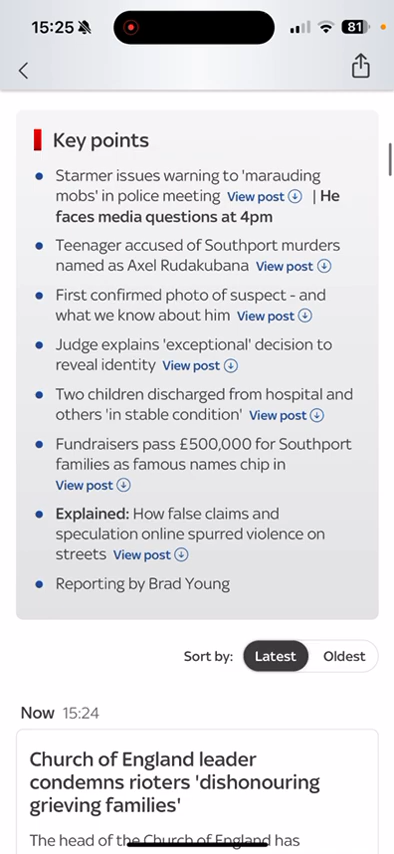 15:25
81
Key points
Starmer issues warning to 'marauding
mobs' in police meeting View post | He
faces media questions at 4pm
Teenager accused of Southport murders
named as Axel Rudakubana View post
First confirmed photo of suspect - and
what we know about him View post
Judge explains 'exceptional' decision to
reveal identity View post
Two children discharged from hospital and
others 'in stable condition' View post
Fundraisers pass £500,000 for Southport
families as famous names chip in
View post
Explained: How false claims and
speculation online spurred violence on
streets View post
Reporting by Brad Young
Sort by: Latest Oldest
Now 15:24
Church of England leader
condemns rioters 'dishonouring
grieving families'
The head of the Church of England has